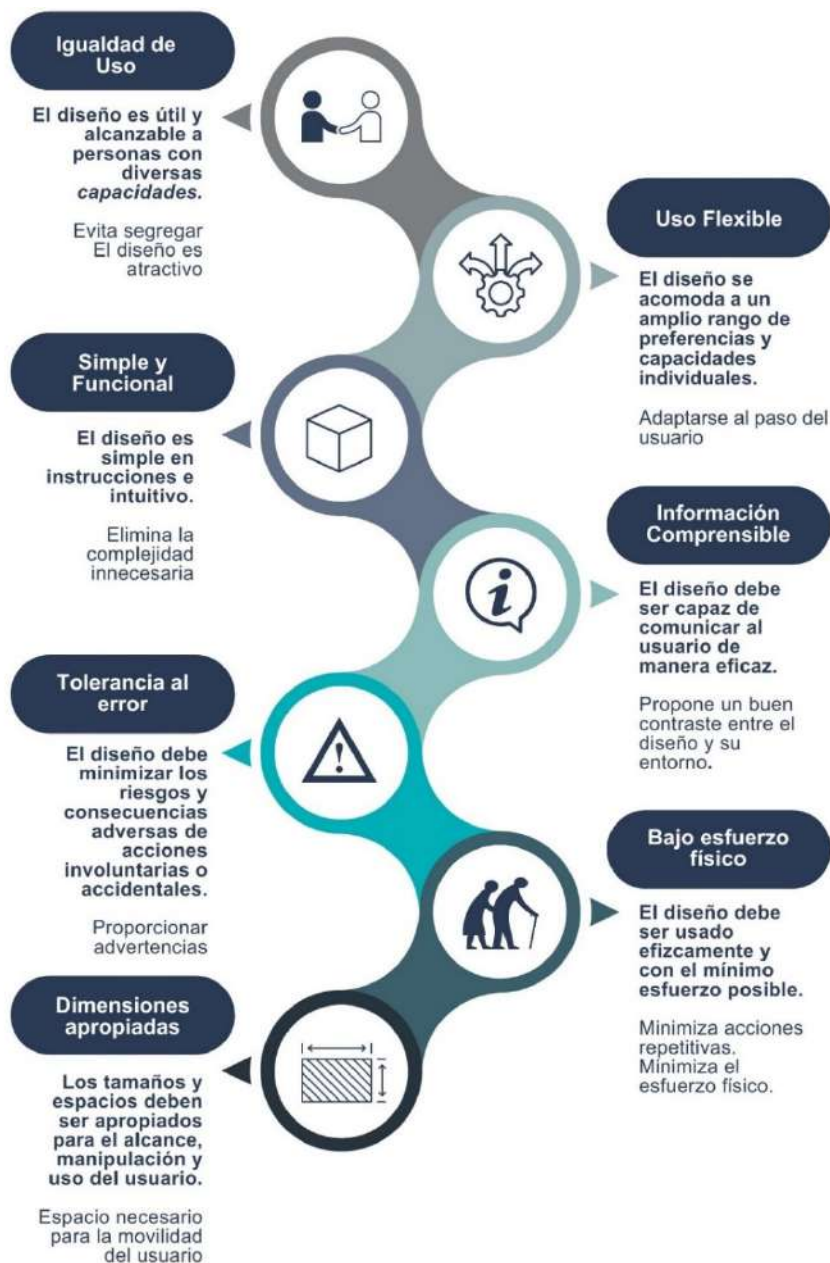 Igualdad de
Uso
El diseño es útil y
alcanzable a
personas con
diversas
capacidades.
Evita segregar
El diseño es
atractivo
Uso Flexible
El diseño se
acomoda a un
amplio rango de
preferencias y
capacidades
individuales.
Adaptarse al paso del
usuario
Simple y
Funcional
El diseño es
simple en
instrucciones e
intuitivo.
Elimina la
complejidad
innecesaria
Información
Comprensible
El diseño debe
ser capaz de
comunicar al
usuario de
manera eficaz.
Propone un buen
contraste entre el
diseño y su
entorno.
Tolerancia al
error
El diseño debe
minimizar los
riesgos y
consecuencias
adversas de
acciones
involuntarias o
accidentales.
Proporcionar
advertencias
Bajo esfuerzo
físico
El diseño debe
ser usado
efizcamente y
con el mínimo
esfuerzo posible.
Minimiza acciones
repetitivas.
Minimiza el
esfuerzo físico.
Dimensiones
apropiadas
Los tamaños y
espacios deben
ser apropiados
para el alcance,
manipulación y
uso del usuario.
Espacio necesario
para la movilidad
del usuario